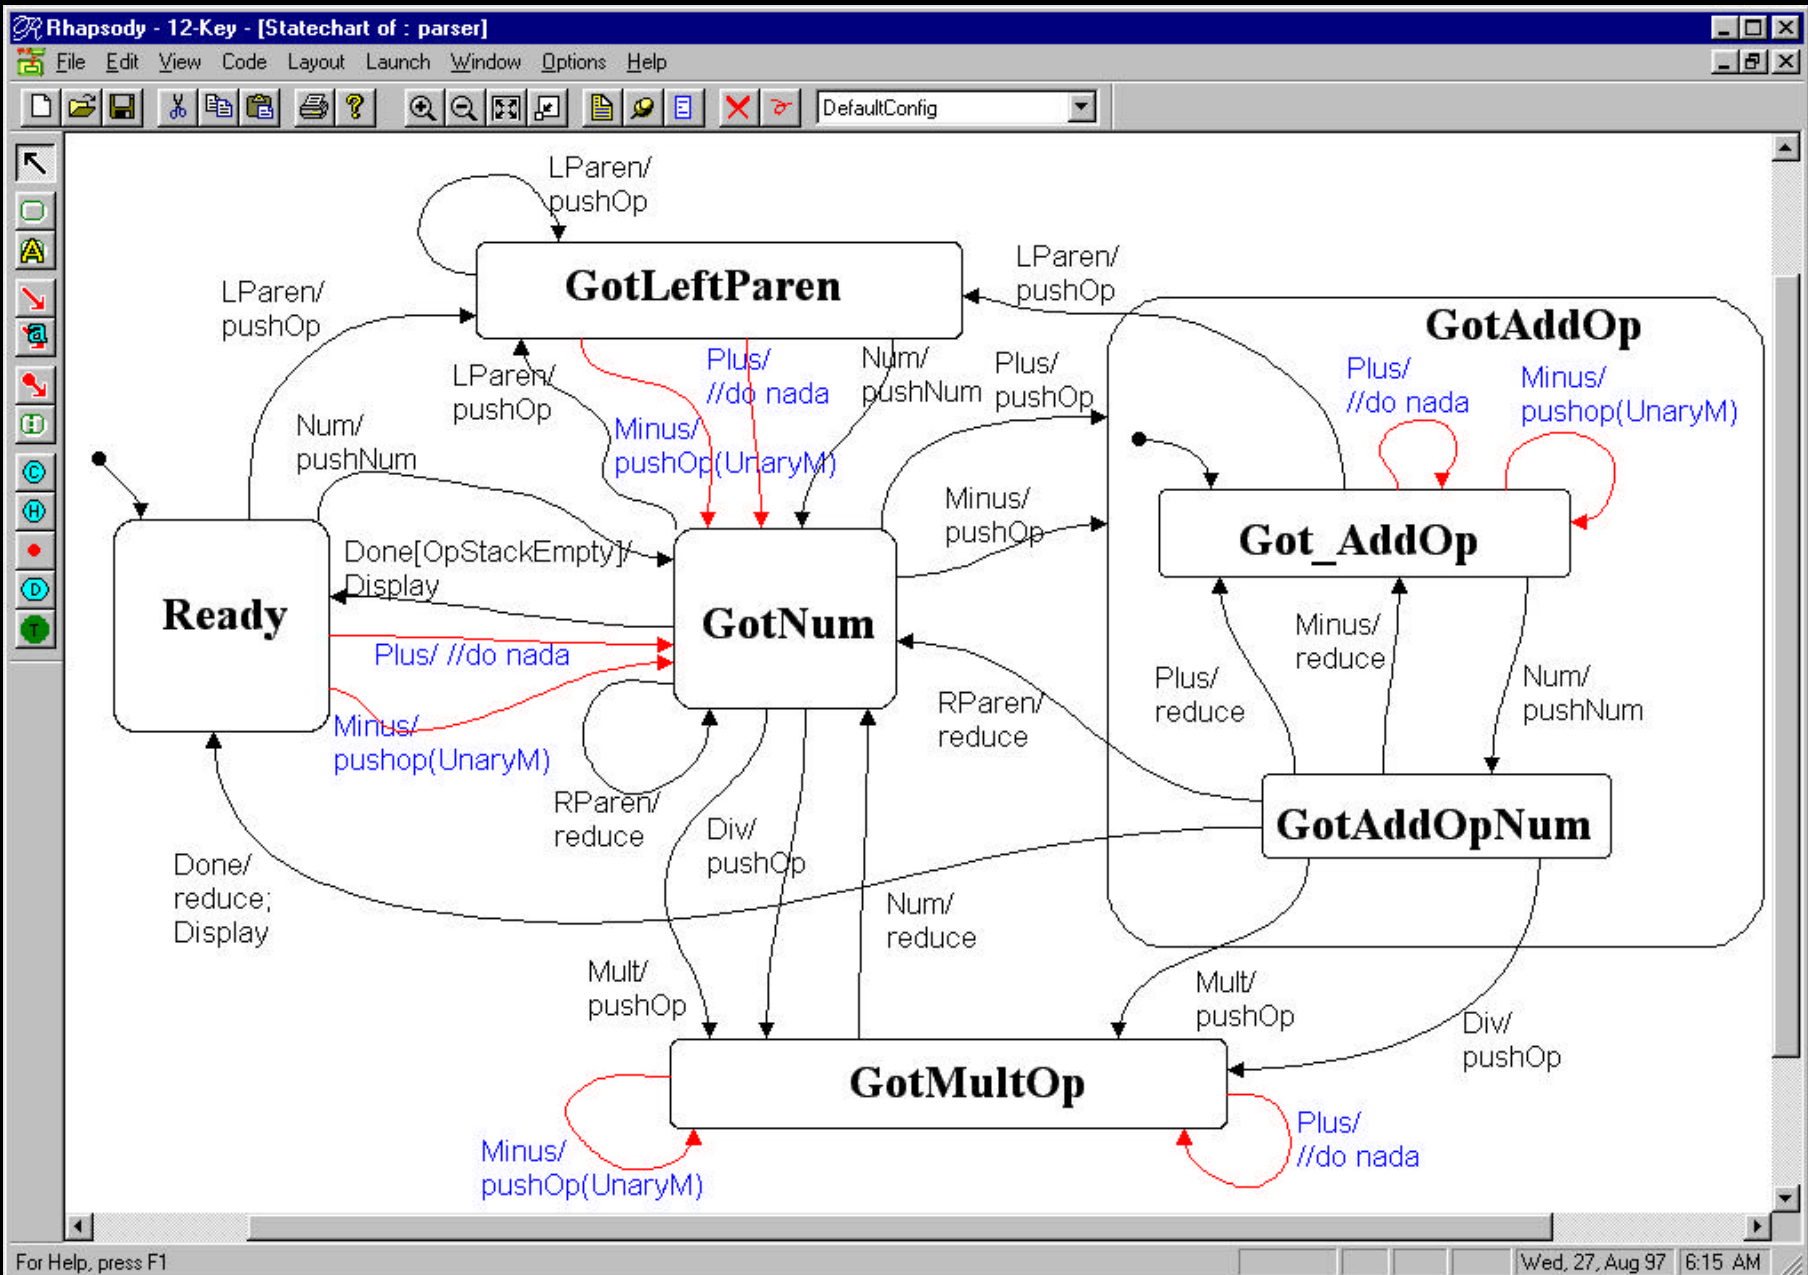 Rhapsody - 12-Key - [Statechart of : parser]
File Edit View Code Layout Launch Window Options Help
DefaultConfig
LParen/
pushOp
GotLeftParen
LParen/
pushOp
LParen/
pushOp
GotAddOp
LParen/
pushOp
Plus/
//do nada
Num/
pushNum
Plus/
pushOp
Plus/
//do nada
Minus/
pushop(UnaryM)
Num/
pushNum
Minus/
pushOp(UnaryM)
Minus/
pushOp
Done[OpStackEmpty]/
Display
Got_AddOp
Ready
GotNum
Plus/ //do nada
Minus/
reduce
Plus/
reduce
Num/
pushNum
RParen/
reduce
Minus/
pushop(UnaryM)
RParen/
reduce
Div/
pushOp
GotAddOpNum
Done/
reduce;
Display
Num/
reduce
Mult/
pushOp
Mult/
pushOp
Div/
pushOp
GotMultOp
Minus/
pushOp(UnaryM)
Plus/
//do nada
For Help, press F1
Wed, 27, Aug 97 6:15 AM
A
a
C
H
D
T